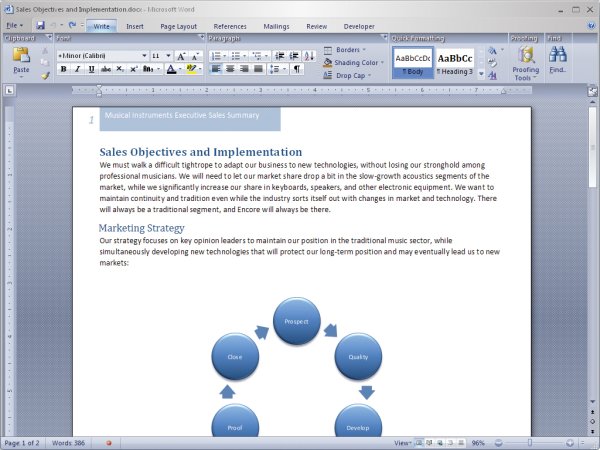 Sales Objectives and Implementation.docx - Microsoft Word
File Write Insert Page Layout References Mailings Review Developer
Clipboard Font Paragraph Quick Formatting Proofing Find
Paste
+Minor (Calibri) 11
Borders
Shading Color
Drop Cap
AaBbCcDc AaBbCc
¶ Body ¶ Heading 3
Proofing Tools Find..
1 Musical Instruments Executive Sales Summary
Sales Objectives and Implementation
We must walk a difficult tightrope to adapt our business to new technologies, without losing our stronghold among
professional musicians. We will need to let our market share drop a bit in the slow-growth acoustics segments of the
market, while we significantly increase our share in keyboards, speakers, and other electronic equipment. We want to
maintain continuity and tradition even while the industry sorts itself out with changes in market and technology. There
will always be a traditional segment, and Encore will always be there.
Marketing Strategy
Our strategy focuses on key opinion leaders to maintain our position in the traditional music sector, while
simultaneously developing new technologies that will protect our long-term position and may eventually lead us to new
markets:
Prospect
Close Quality
Proof Develop
Page 1 of 2 Words: 386 View 96%